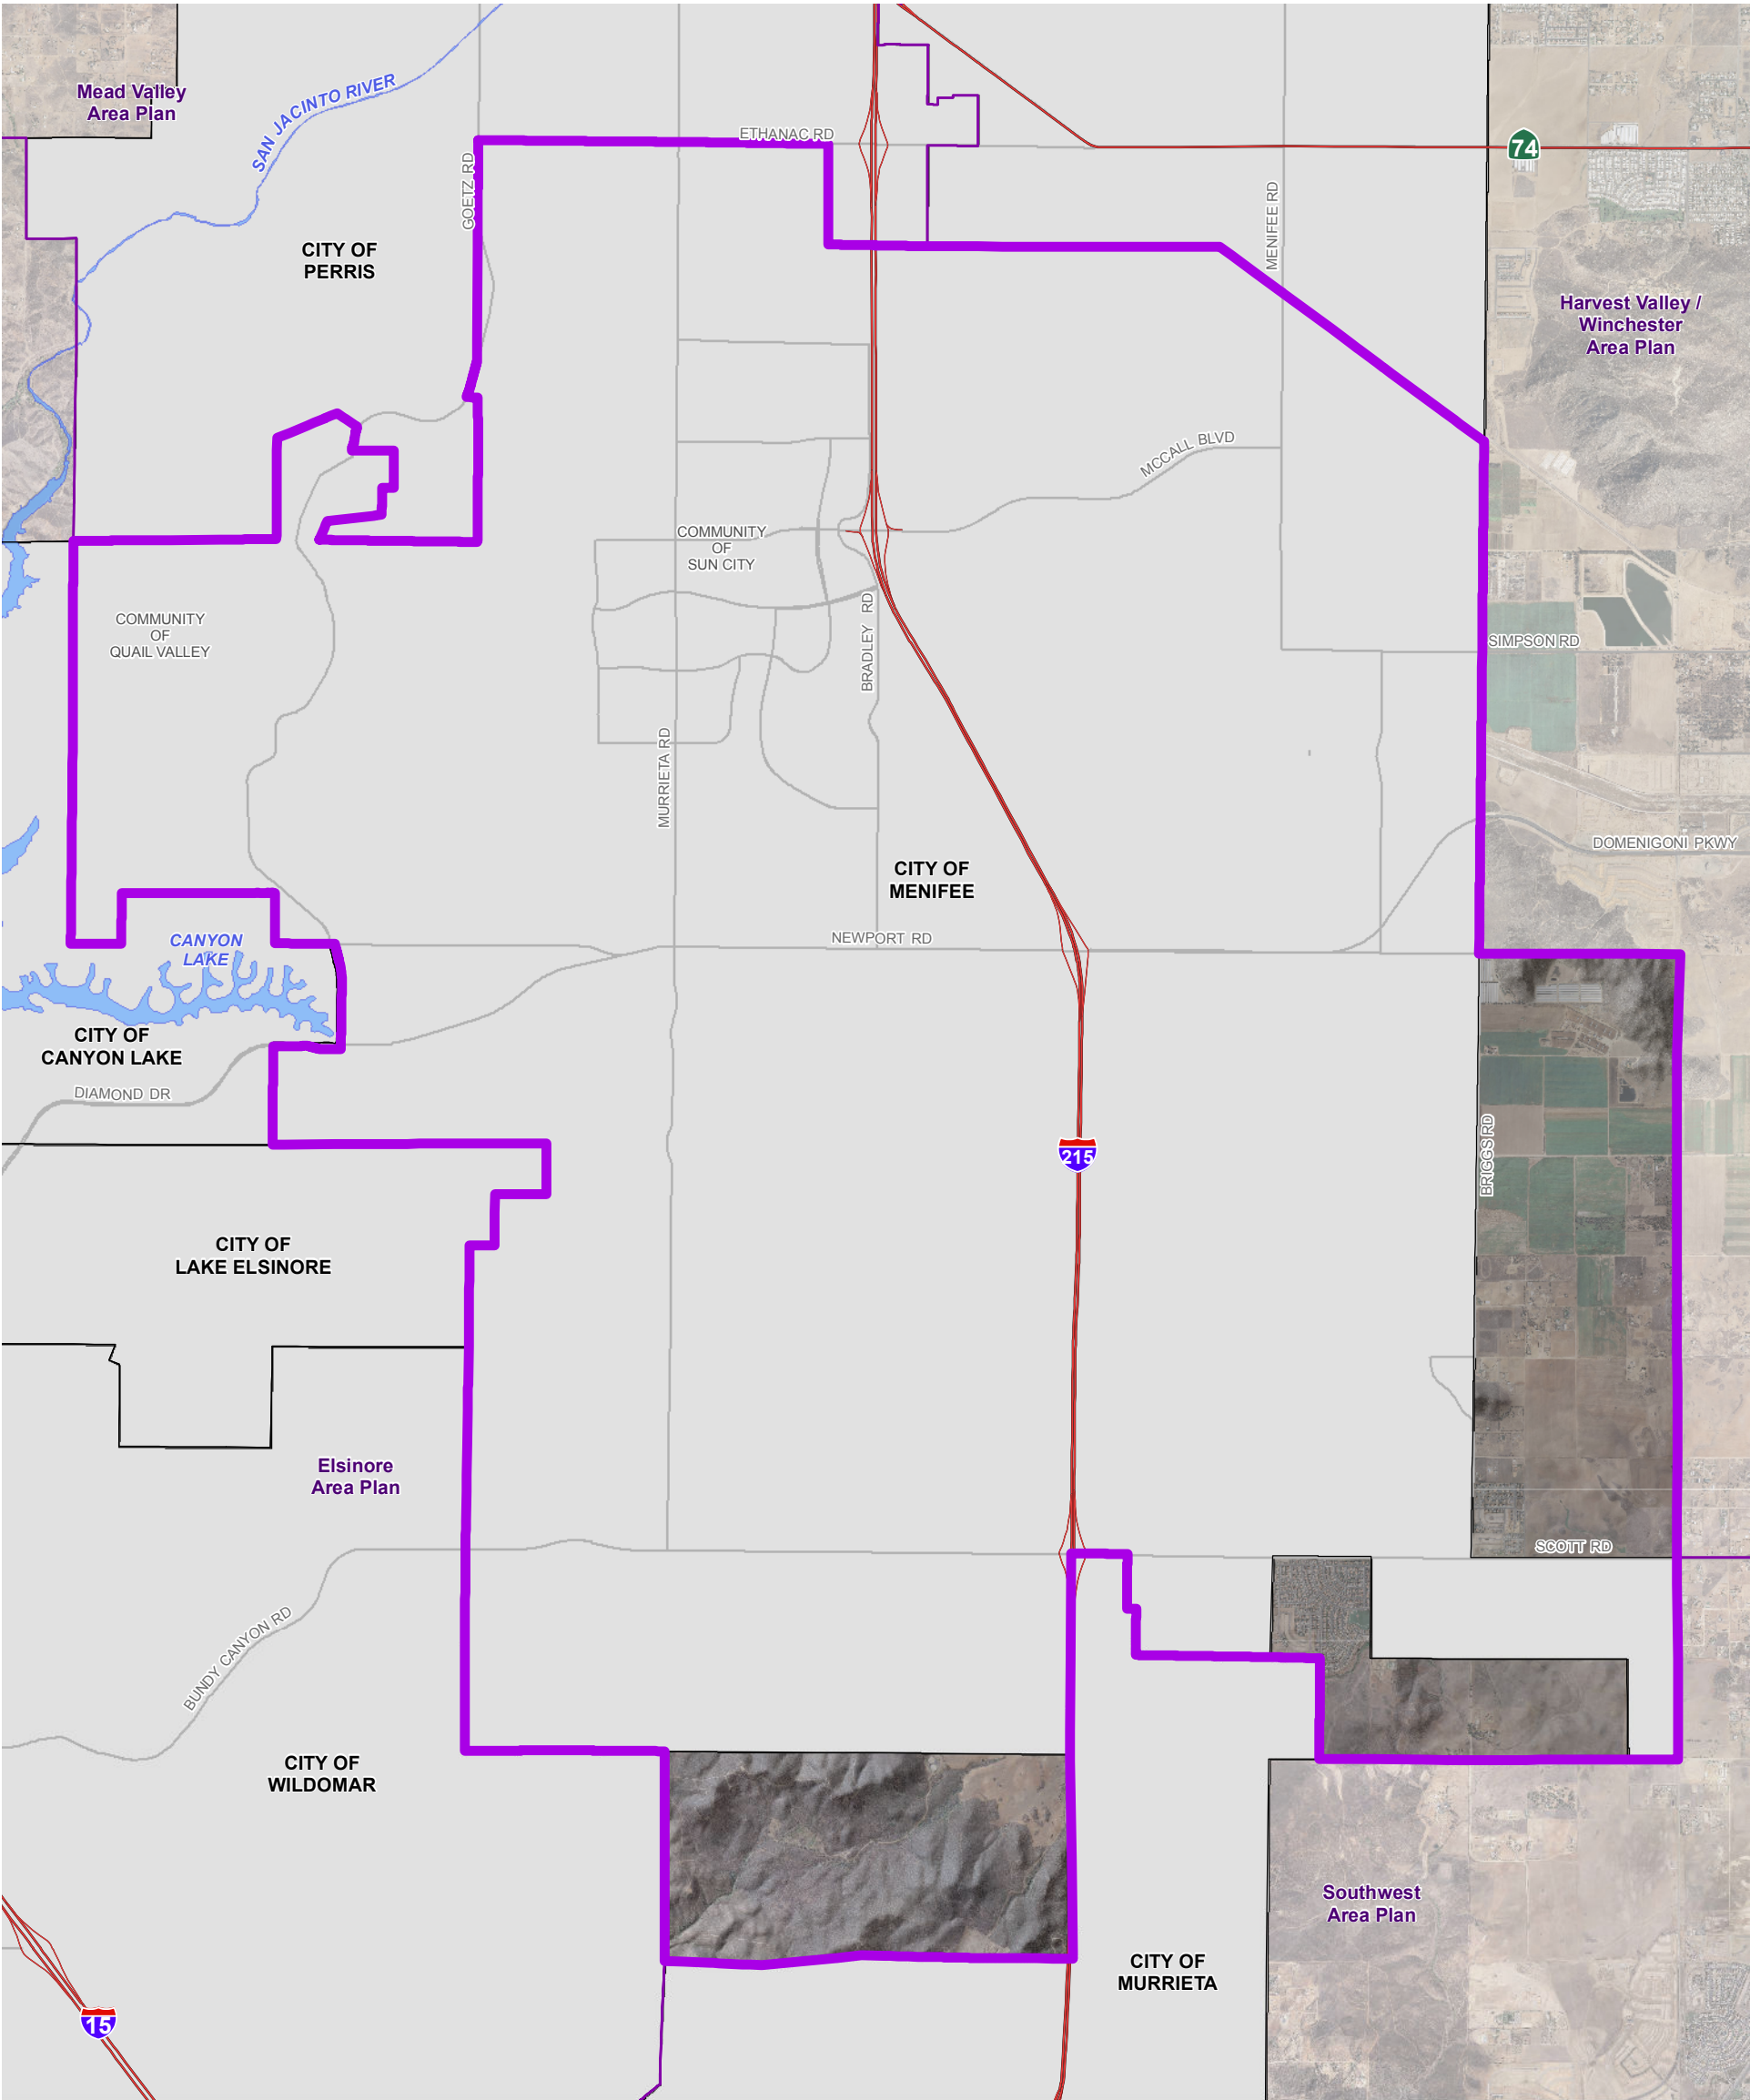 Mead Valley
Area Plan
SAN JACINTO RIVER
ETHANAC RD
74
GOETZ RD
MENIFEE RD
CITY OF
PERRIS
Harvest Valley /
Winchester
Area Plan
MCCALL BLVD
COMMUNITY
OF
SUN CITY
COMMUNITY
OF
QUAIL VALLEY
BRADLEY RD
SIMPSON RD
MURRIETA RD
DOMENIGONI PKWY
CITY OF
MENIFEE
CANYON
LAKE
NEWPORT RD
CITY OF
CANYON LAKE
DIAMOND DR
215
BRIGGS RD
CITY OF
LAKE ELSINORE
Elsinore
Area Plan
SCOTT RD
BUNDY CANYON RD
CITY OF
WILDOMAR
Southwest
Area Plan
CITY OF
MURRIETA
15